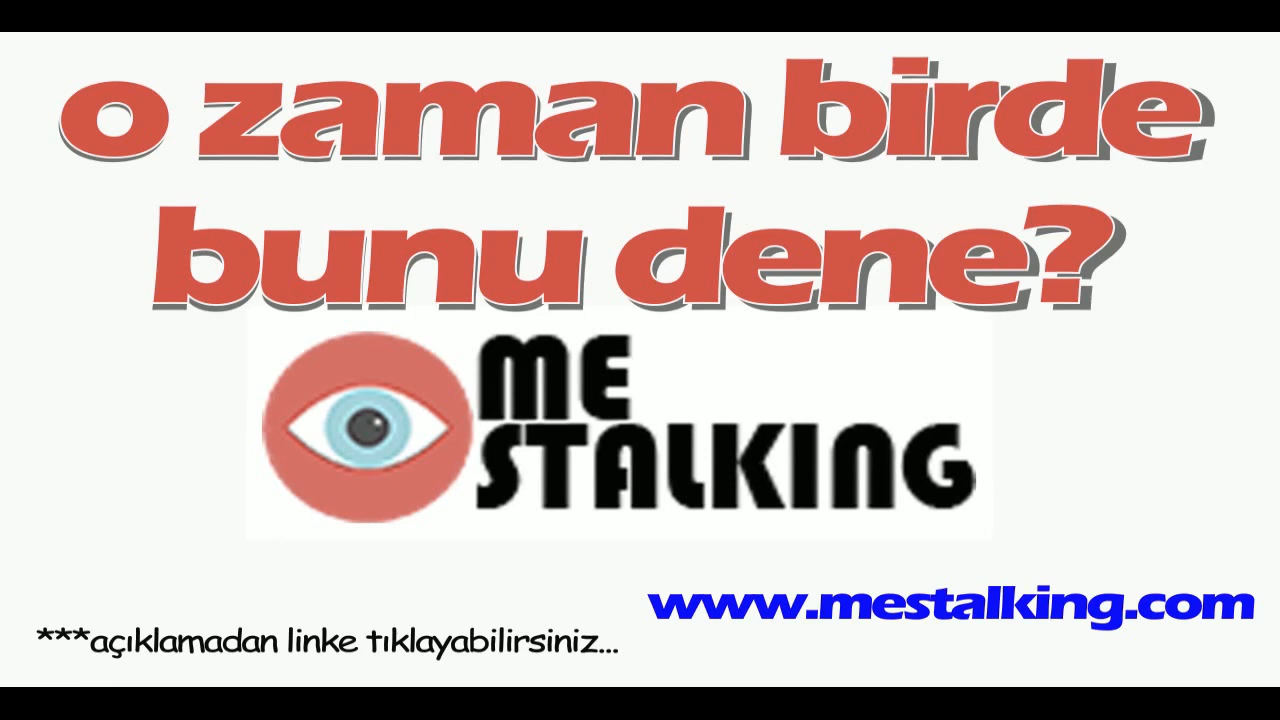 o zaman birde
bunu dene?
ME
STALKING
www.mestalking.com
***açıklamadan linke tıklayabilirsiniz...